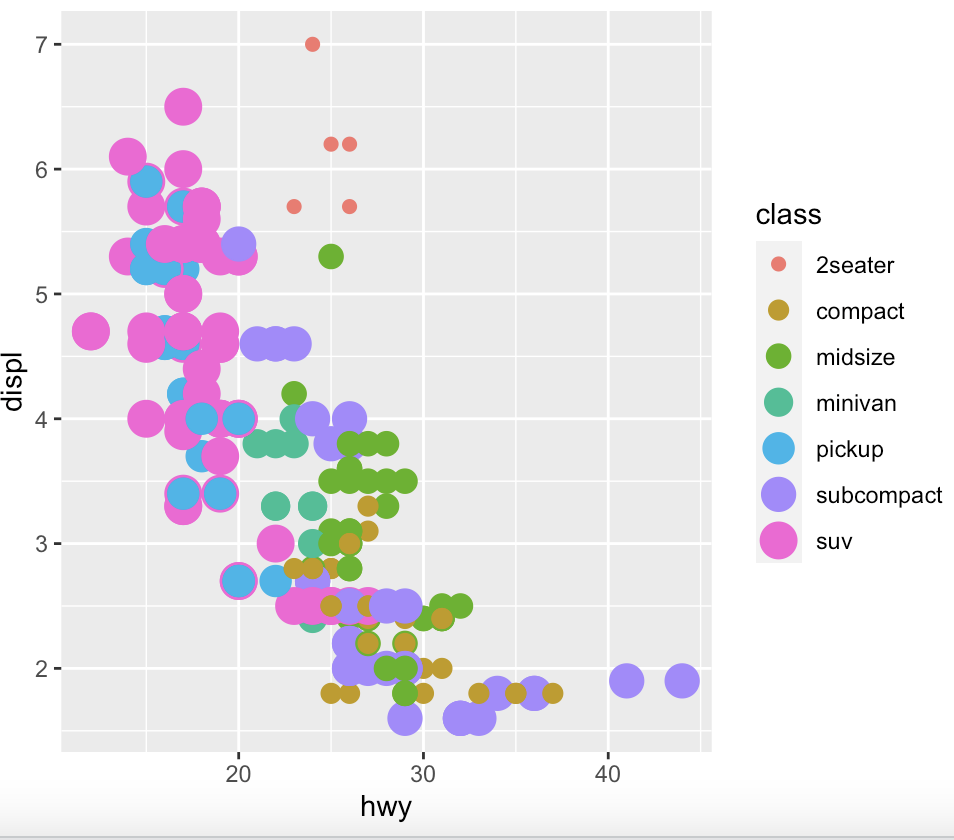 7
6
5
4
3
2
displ
20 30 40
hwy
class
2seater
compact
midsize
minivan
pickup
subcompact
suv